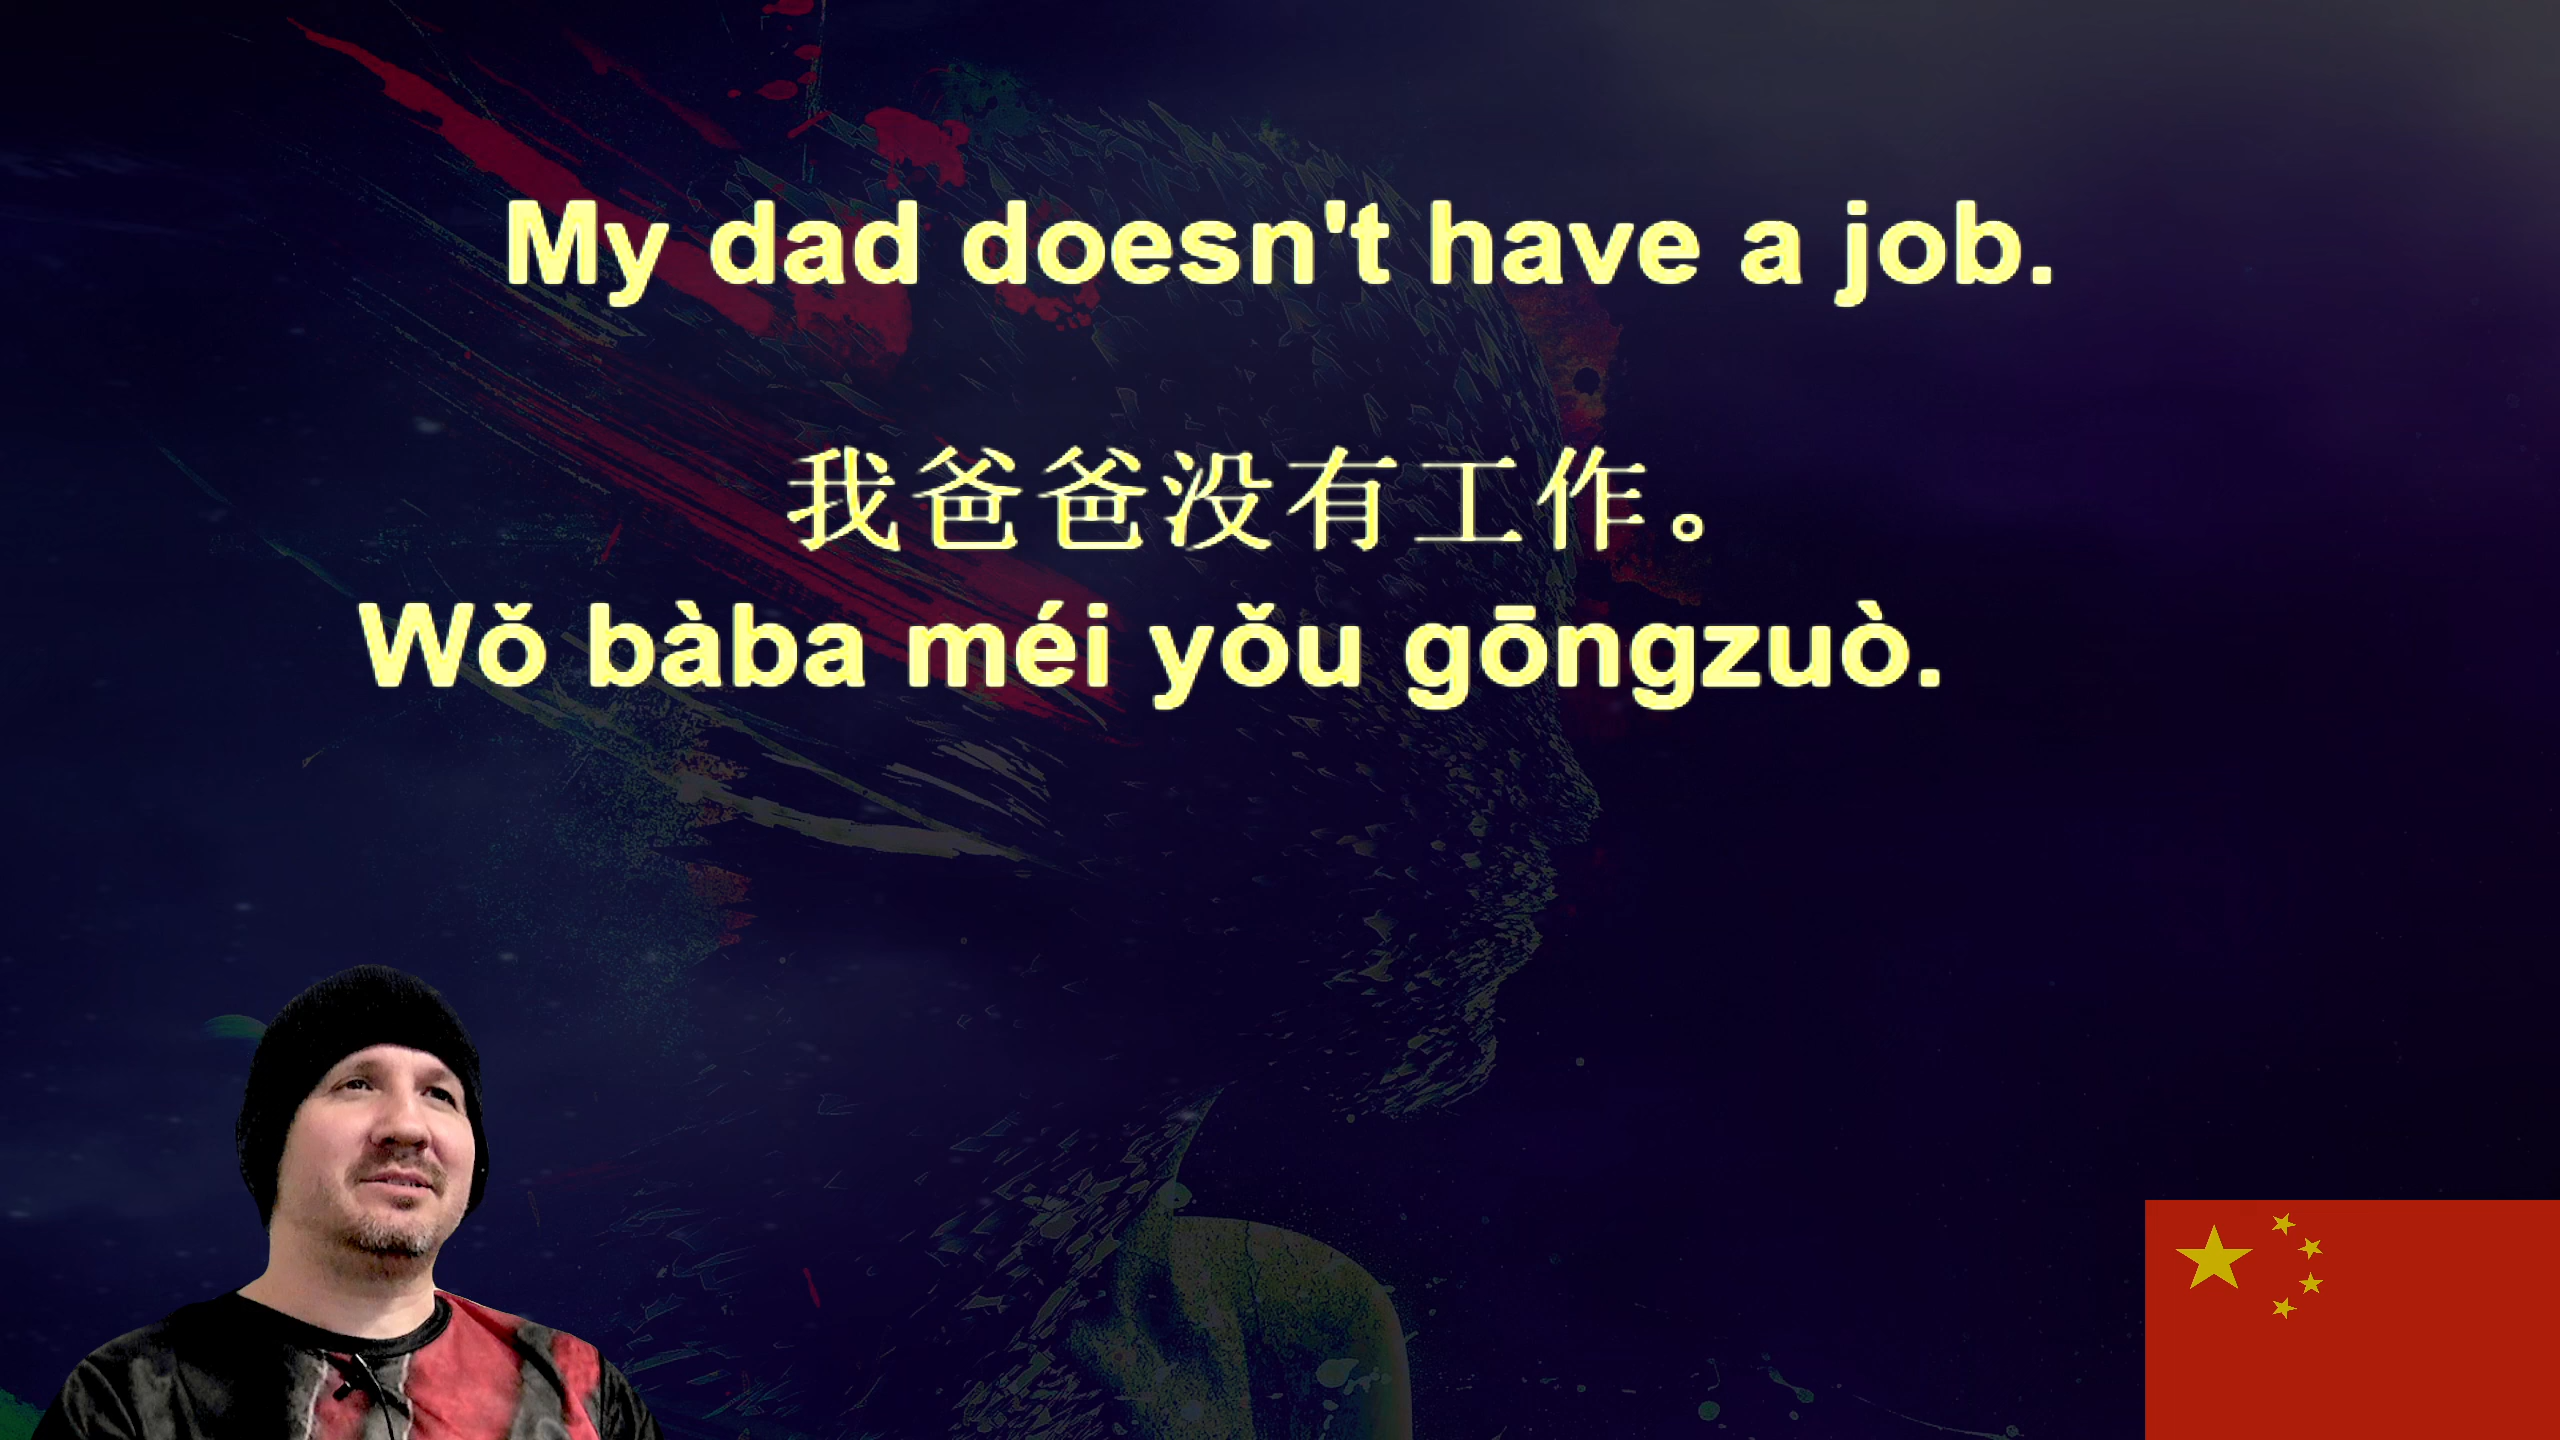 My dad doesn't have a job.
我爸爸没有工作。
Wǒ bàba méi yǒu gōngzuò.